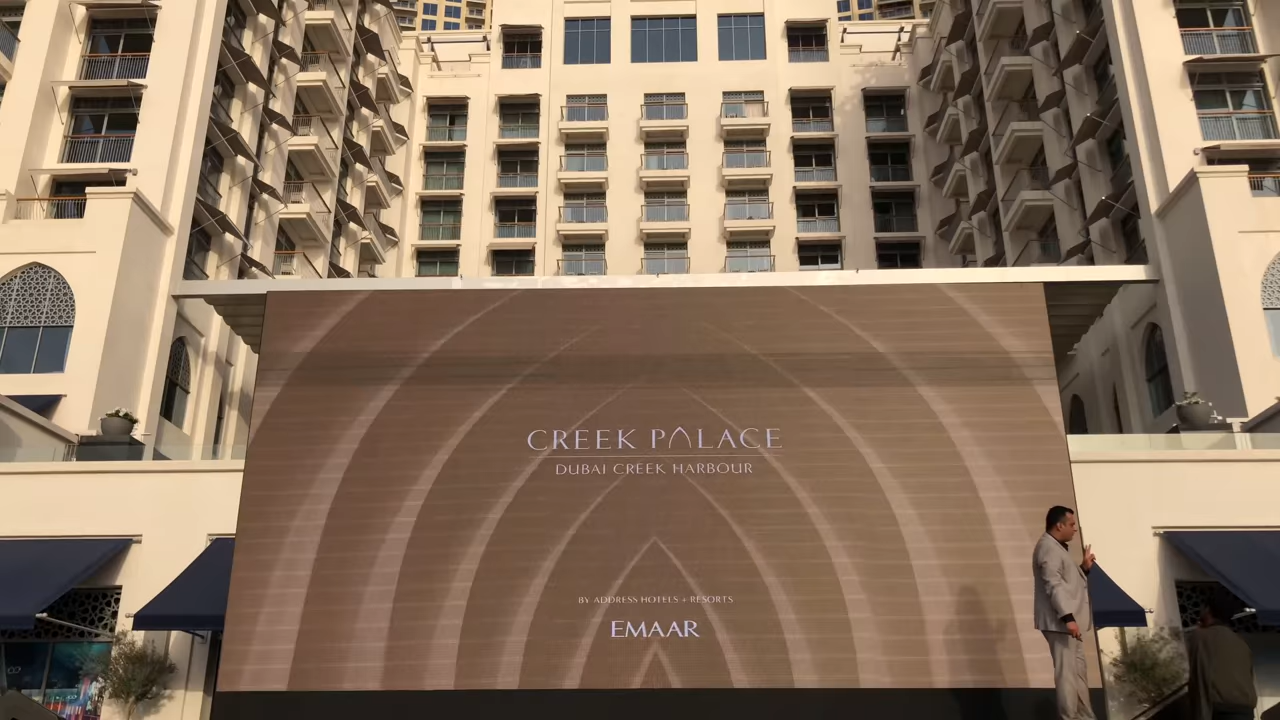 CREEK PALACE
DUBAI CREEK HARBOUR
BY ADDRESS HOTELS + RESORTS
EMAAR